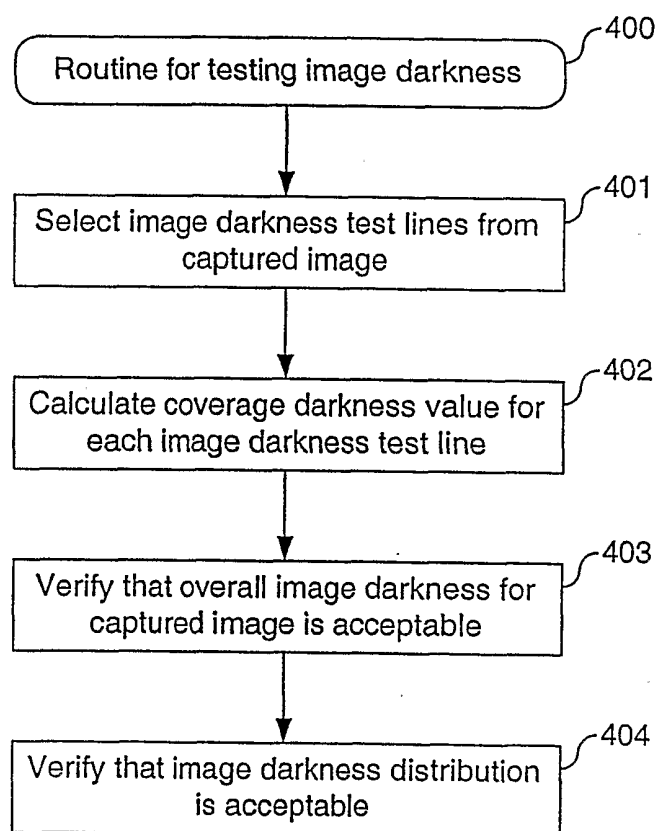 400
Routine for testing image darkness
401
Select image darkness test lines from
captured image
402
Calculate coverage darkness value for
each image darkness test line
403
Verify that overall image darkness for
captured image is acceptable
404
Verify that image darkness distribution
is acceptable